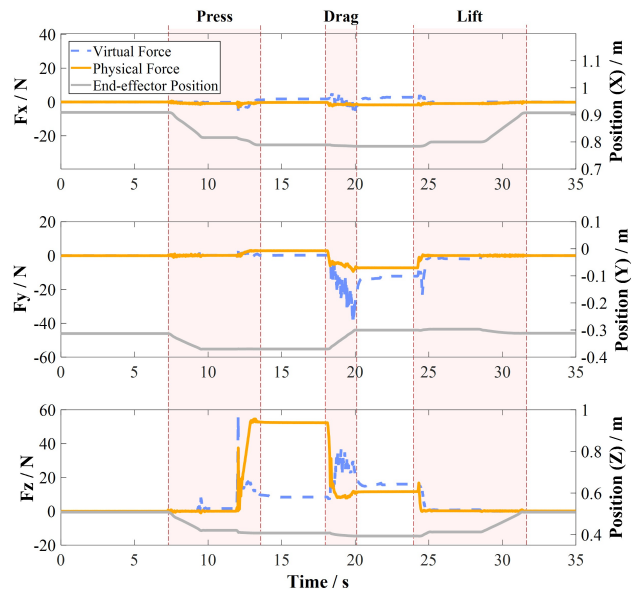 Press Drag Lift
40
20
0
-20
Fx / N
Virtual Force
Physical Force
End-effector Position
1.1
1
0.9
0.8
0.7
Position (X) / m
0 5 10 15 20 25 30 35
20
0
-20
-40
-60
Fy / N
0.1
0
-0.1
-0.2
-0.3
-0.4
Position (Y) / m
0 5 10 15 20 25 30 35
60
40
20
0
-20
Fz / N
1
0.8
0.6
0.4
Position (Z) / m
0 5 10 15 20 25 30 35
Time / s